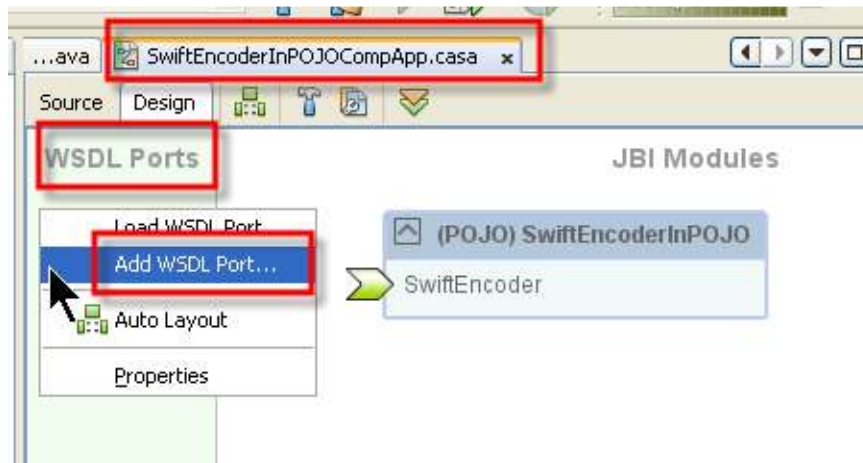 ...ava SwiftEncoderInPOJOCompApp.casa x
Source Design
WSDL Ports JBI Modules
Load WSDL Port...
(POJO) SwiftEncoderInPOJO
Add WSDL Port...
SwiftEncoder
Auto Layout
Properties